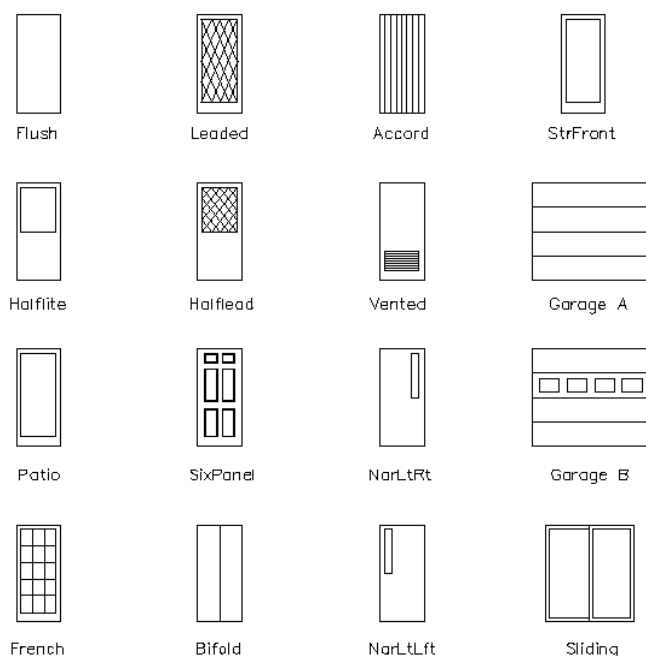 Flush Leaded Accord StrFront
Halflite Halflead Vented Garage A
Patio SixPanel NarLtRt Garage B
French Bifold NarLtLft Sliding